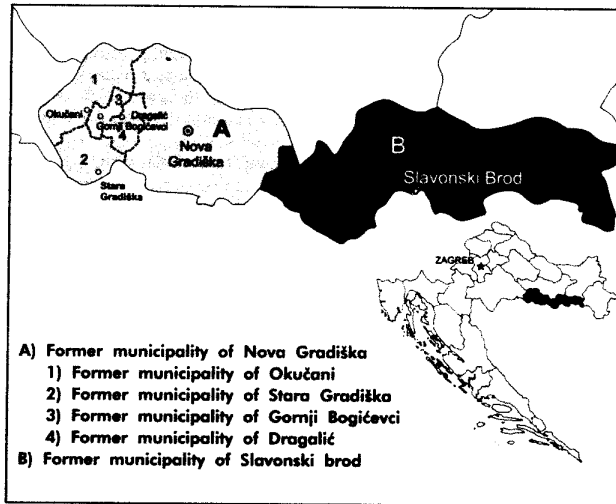 1
3
Okučani
Dragalić
Gornji Bogićevci
4
A
Nova
Gradiška
2
Stara
Gradiška
B
Slavonski Brod
ZAGREB
A) Former municipality of Nova Gradiška
1) Former municipality of Okučani
2) Former municipality of Stara Gradiška
3) Former municipality of Gornji Bogićevci
4) Former municipality of Dragalić
B) Former municipality of Slavonski brod